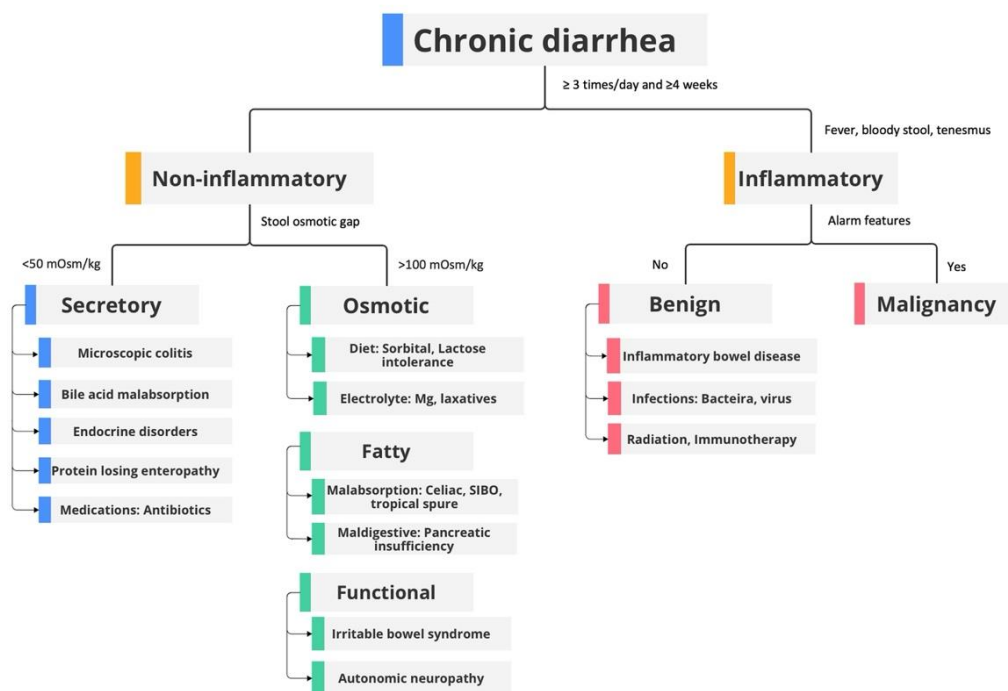 Chronic diarrhea
≥ 3 times/day and ≥4 weeks
Fever, bloody stool, tenesmus
Non-inflammatory
Inflammatory
Stool osmotic gap
Alarm features
<50 mOsm/kg
>100 mOsm/kg
No
Yes
Secretory
Microscopic colitis
Bile acid malabsorption
Endocrine disorders
Protein losing enteropathy
Medications: Antibiotics
Osmotic
Diet: Sorbital, Lactose
intolerance
Electrolyte: Mg, laxatives
Fatty
Malabsorption: Celiac, SIBO,
tropical spure
Maldigestive: Pancreatic
insufficiency
Functional
Irritable bowel syndrome
Autonomic neuropathy
Benign
Inflammatory bowel disease
Infections: Bacteira, virus
Radiation, Immunotherapy
Malignancy